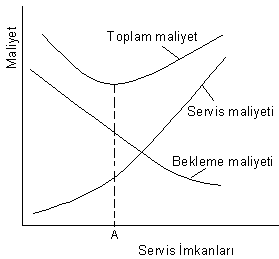 Toplam maliyet
Maliyet
Servis maliyeti
Bekleme maliyeti
A
Servis İmkanları